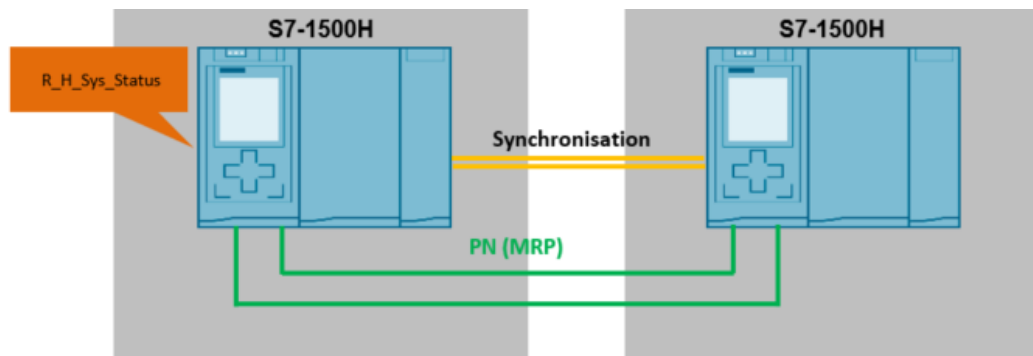 S7-1500H
S7-1500H
R_H_Sys_Status
Synchronisation
PN (MRP)